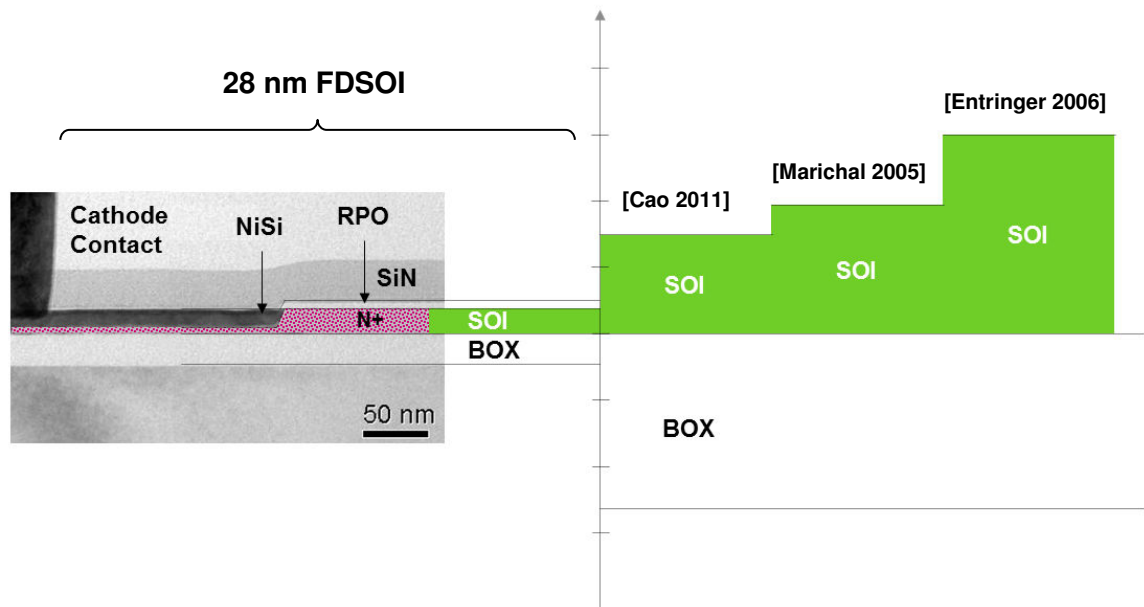 28 nm FDSOI
[Entringer 2006]
[Marichal 2005]
[Cao 2011]
Cathode
Contact
NiSi
RPO
SiN
SOI
SOI
SOI
N+
SOI
BOX
50 nm
BOX